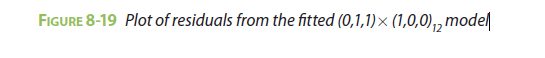 FIGURE 8-19 Plot of residuals from the fitted (0,1,1)× (1,0,0)₁₂ model